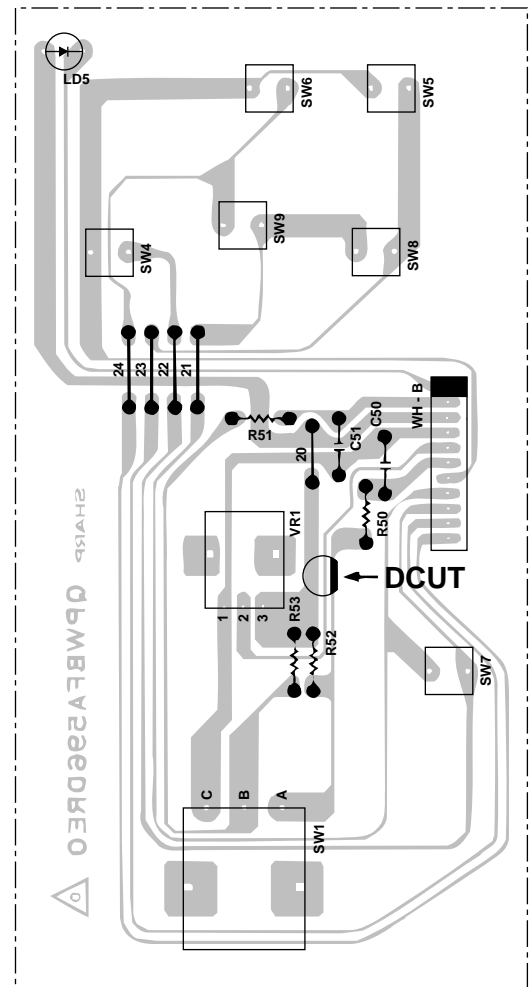 LD5
SW6
SW5
SW9
SW4
SW8
24
23
22
21
WH - B
R51
20
C51
C50
R50
SHARP QPWBFA596DRE0
VR1
1
2
3
DCUT
R53
R52
SW7
C
B
A
SW1
0